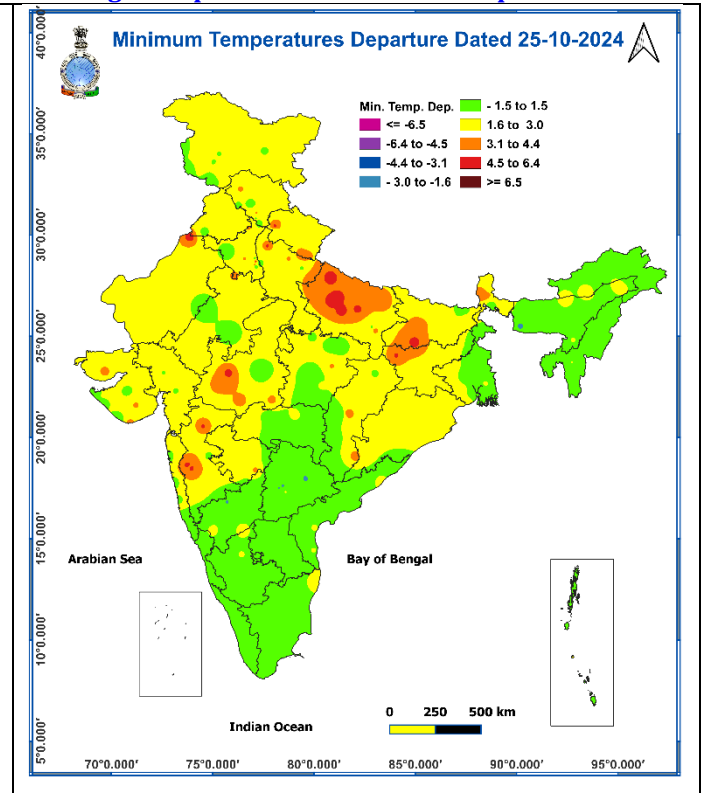 Minimum Temperatures Departure Dated 25-10-2024
Min. Temp. Dep.
<= -6.5
-6.4 to -4.5
-4.4 to -3.1
- 3.0 to -1.6
- 1.5 to 1.5
1.6 to 3.0
3.1 to 4.4
4.5 to 6.4
>= 6.5
40°0.000'
35°0.000'
30°0.000'
25°0.000'
20°0.000'
15°0.000'
10°0.000'
5°0.000'
Arabian Sea
Bay of Bengal
Indian Ocean
0 250 500 km
70°0.000' 75°0.000' 80°0.000' 85°0.000' 90°0.000' 95°0.000'